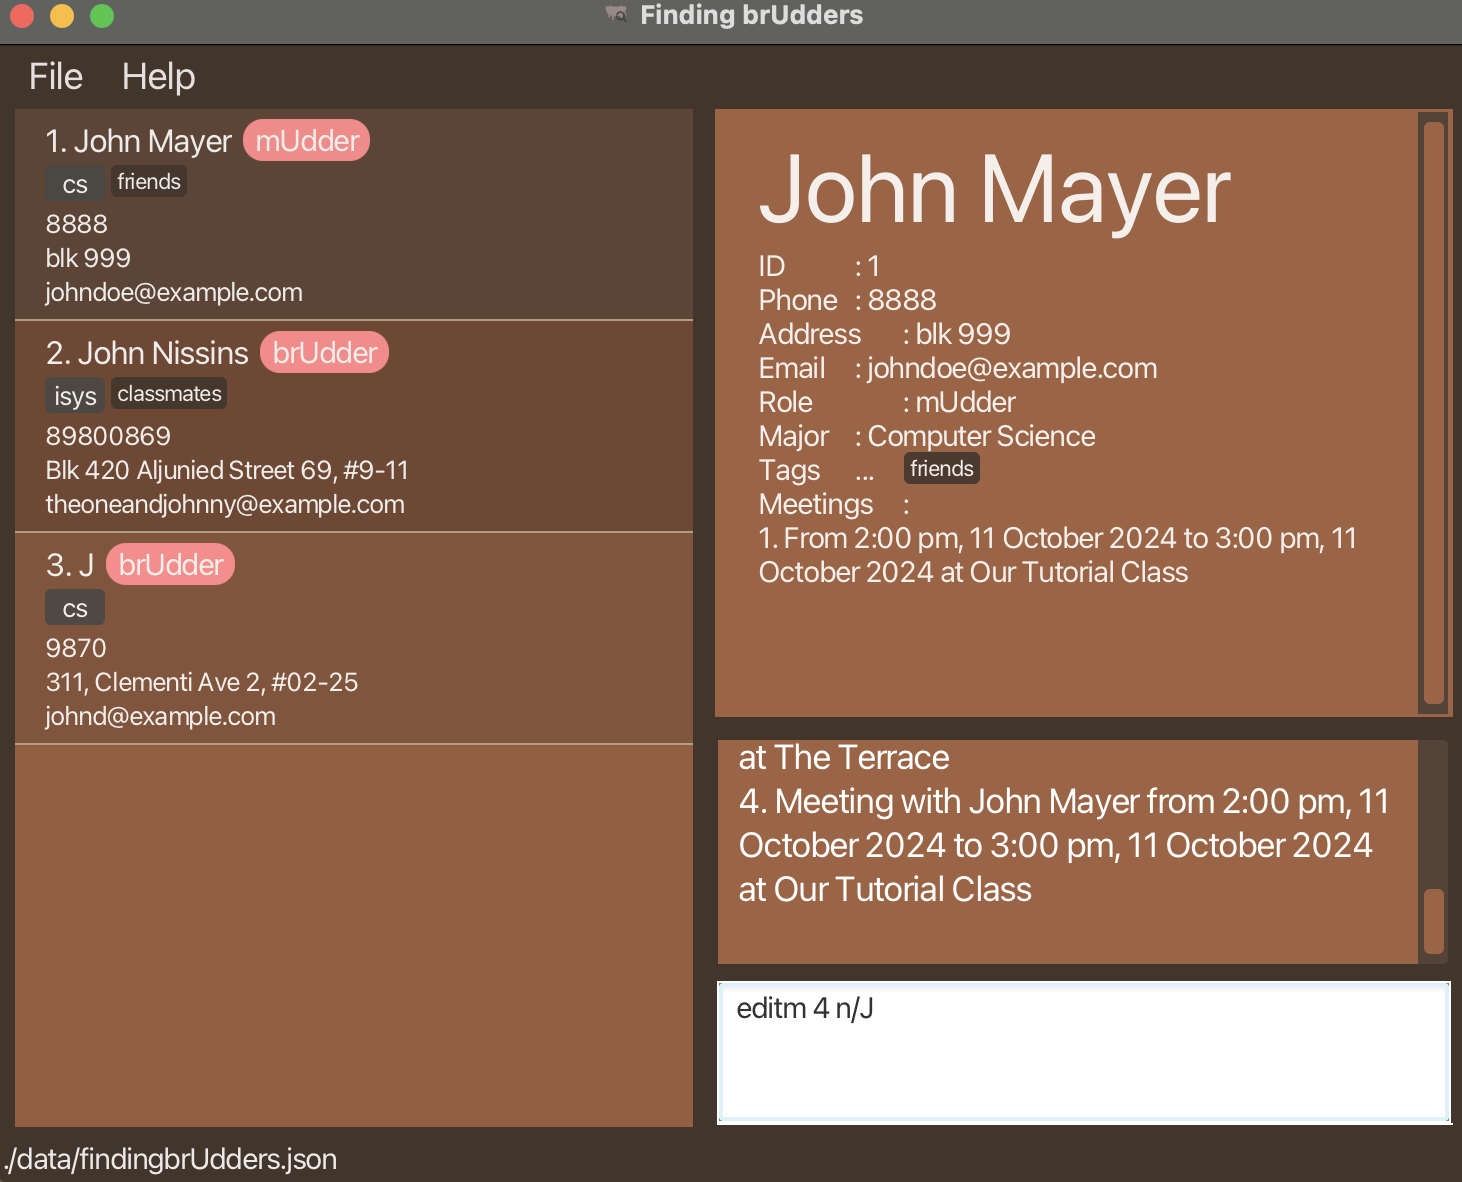 Finding brUdders
File Help
1. John Mayer mUdder
cs friends
8888
blk 999
johndoe@example.com
2. John Nissins brUdder
isys classmates
89800869
Blk 420 Aljunied Street 69, #9-11
theoneandjohnny@example.com
3. J brUdder
cs
9870
311, Clementi Ave 2, #02-25
johnd@example.com
John Mayer
ID : 1
Phone : 8888
Address : blk 999
Email : johndoe@example.com
Role : mUdder
Major : Computer Science
Tags ... friends
Meetings :
1. From 2:00 pm, 11 October 2024 to 3:00 pm, 11
October 2024 at Our Tutorial Class
at The Terrace
4. Meeting with John Mayer from 2:00 pm, 11
October 2024 to 3:00 pm, 11 October 2024
at Our Tutorial Class
editm 4 n/J
./data/findingbrUdders.json